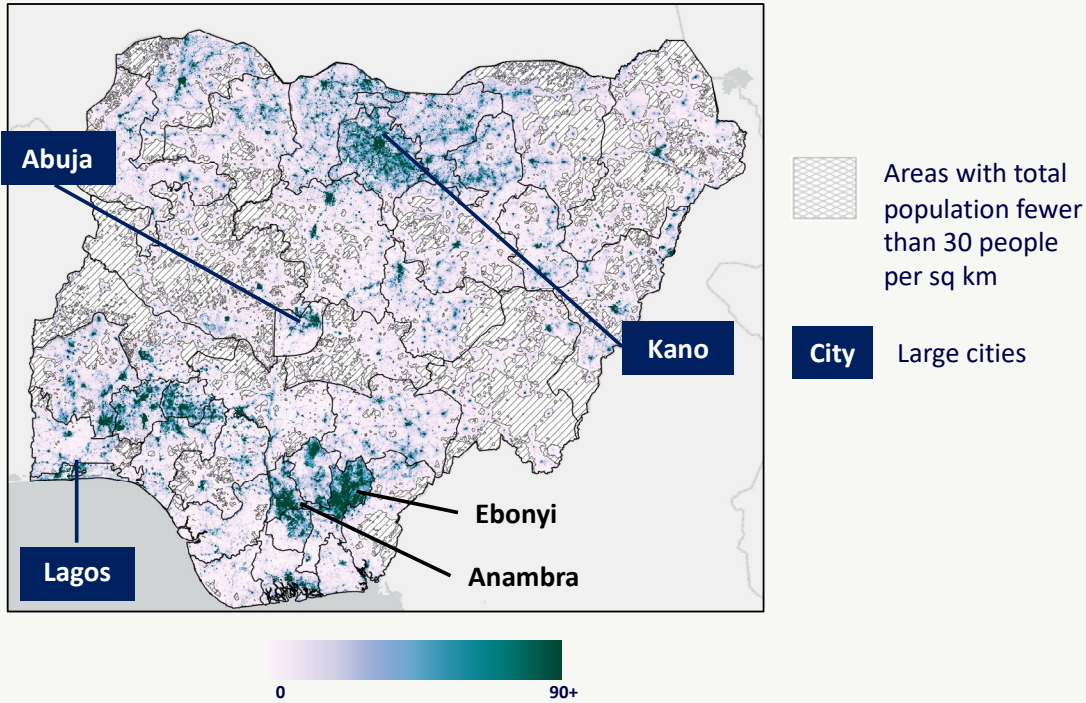 Abuja
Kano
Lagos
Ebonyi
Anambra
Areas with total
population fewer
than 30 people
per sq km
City
Large cities
0
90+